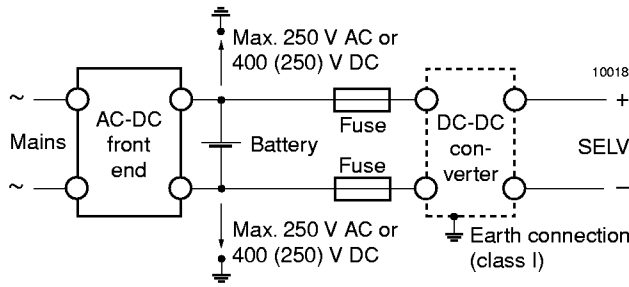 Max. 250 V AC or
400 (250) V DC
10018
~
+
Mains
AC-DC
front
end
Battery
Fuse
Fuse
DC-DC
con-
verter
SELV
~
–
Max. 250 V AC or
400 (250) V DC
Earth connection
(class I)